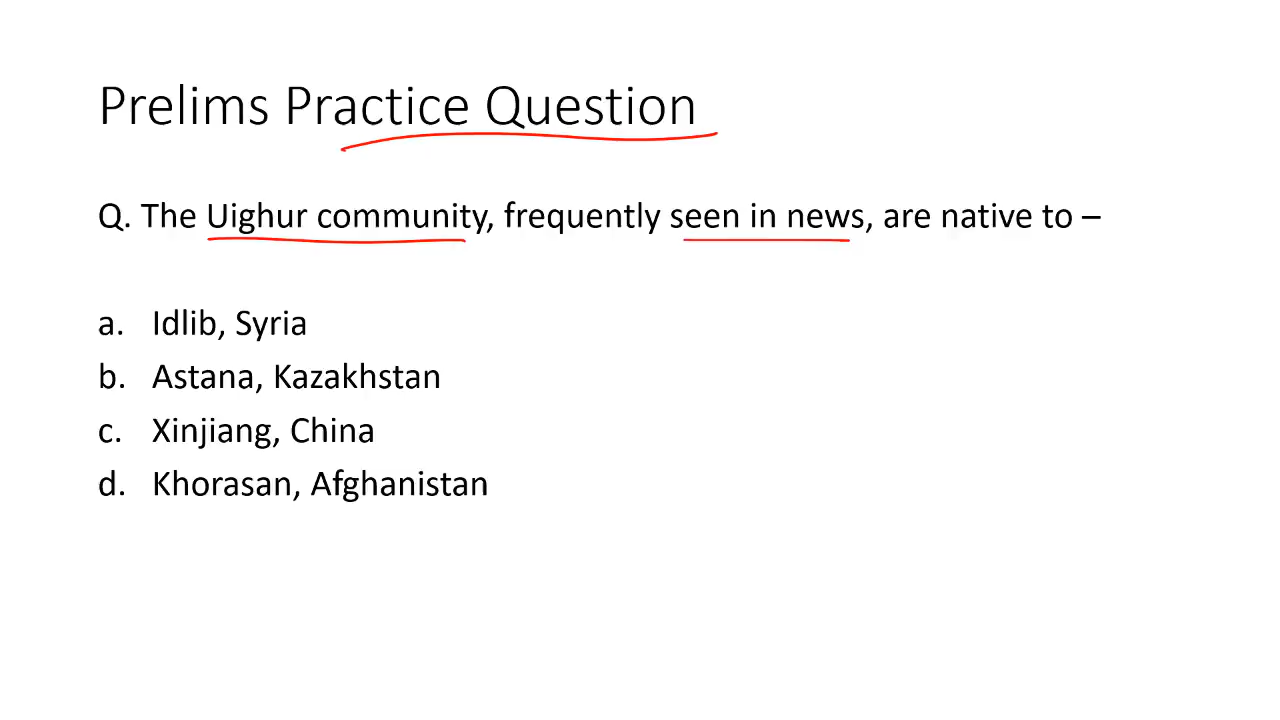 Prelims Practice Question
Q. The Uighur community, frequently seen in news, are native to –
a. Idlib, Syria
b. Astana, Kazakhstan
c. Xinjiang, China
d. Khorasan, Afghanistan